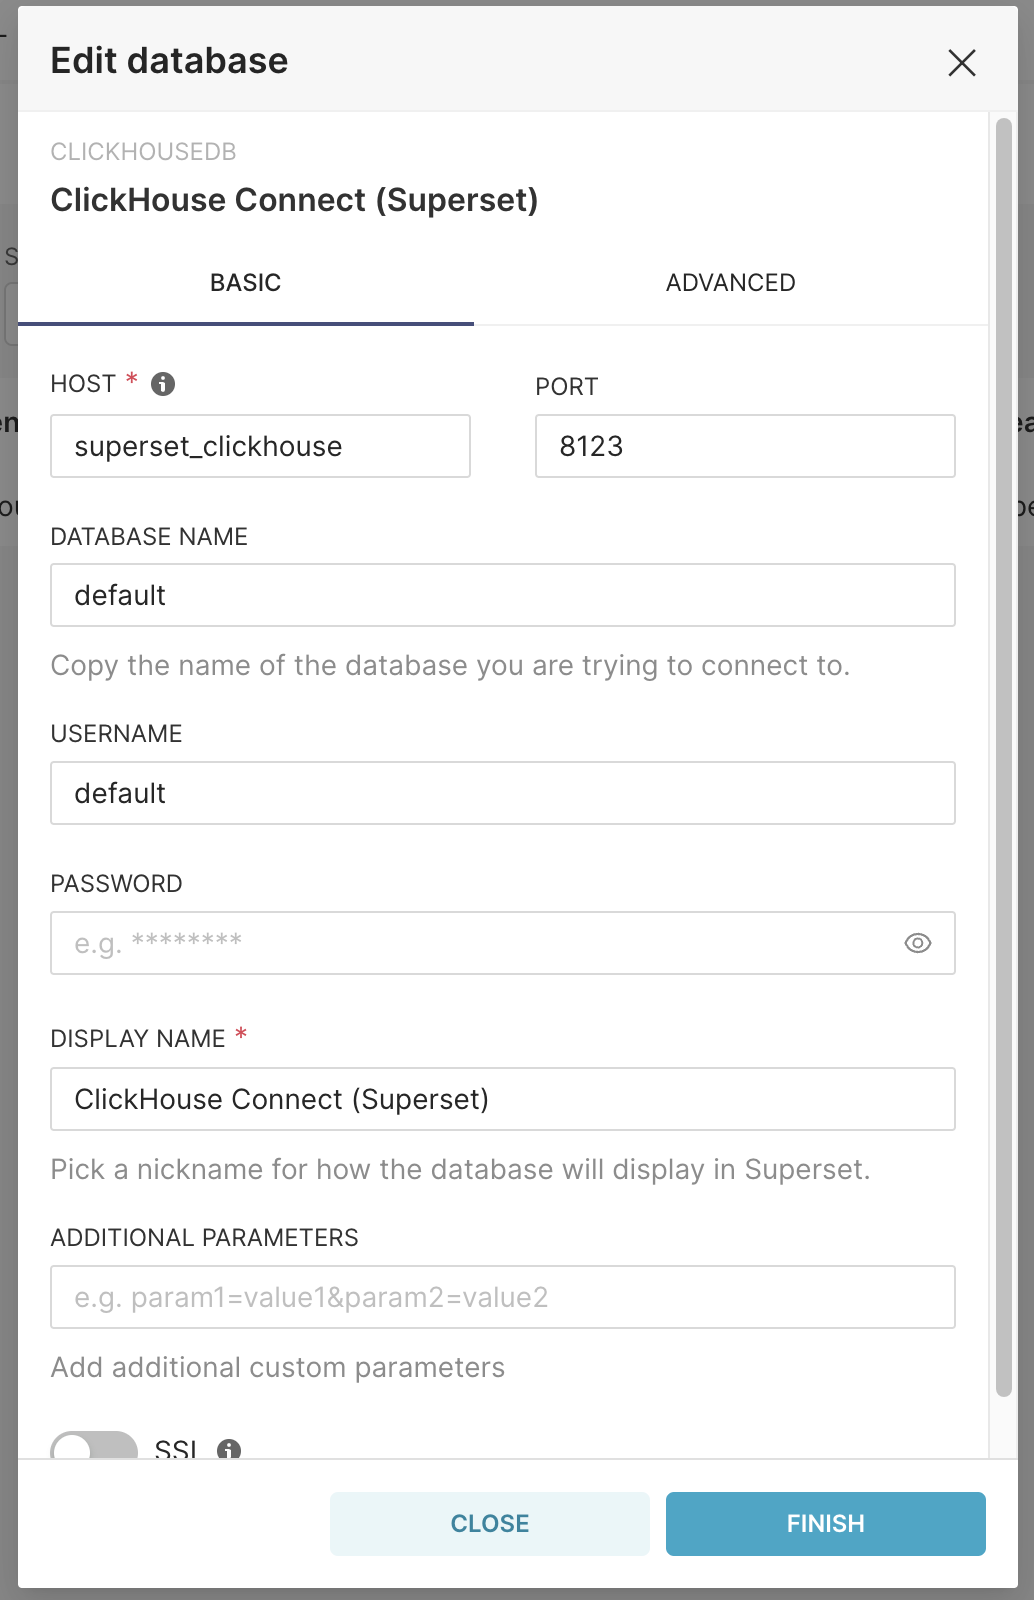 Edit database
CLICKHOUSEDB
ClickHouse Connect (Superset)
BASIC ADVANCED
HOST * PORT
superset_clickhouse 8123
DATABASE NAME
default
Copy the name of the database you are trying to connect to.
USERNAME
default
PASSWORD
e.g. ********
DISPLAY NAME *
ClickHouse Connect (Superset)
Pick a nickname for how the database will display in Superset.
ADDITIONAL PARAMETERS
e.g. param1=value1&param2=value2
Add additional custom parameters
SSL
CLOSE FINISH